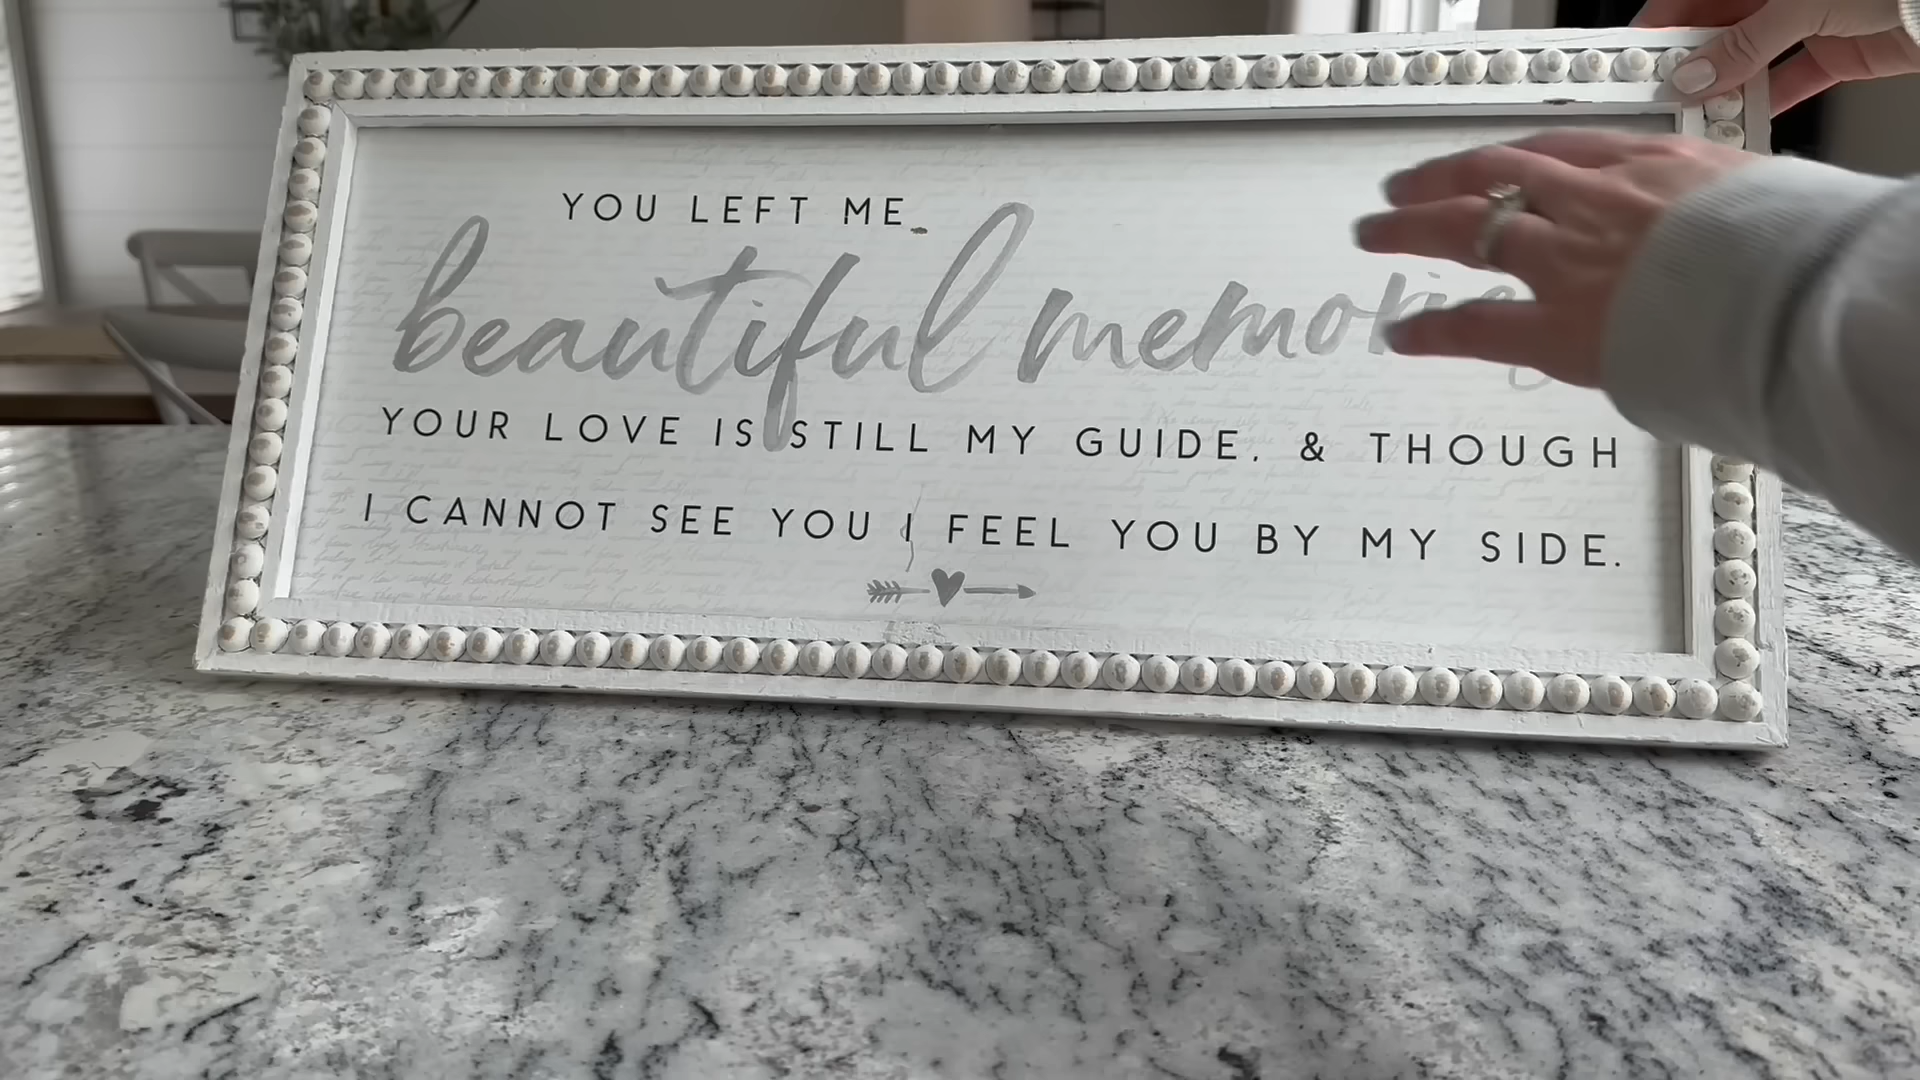 YOU LEFT ME
beautiful memories
YOUR LOVE IS STILL MY GUIDE, & THOUGH
I CANNOT SEE YOU I FEEL YOU BY MY SIDE.